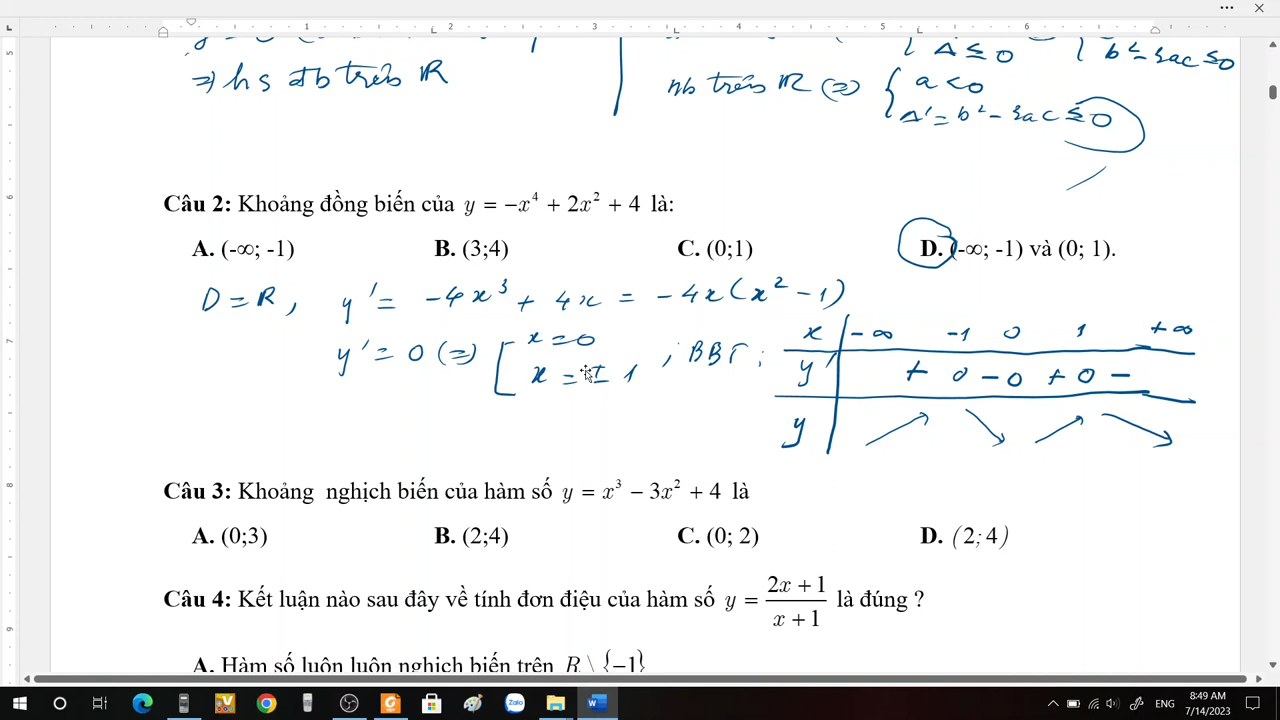 ⇒ hs đb trên R
Δ ≤ 0
b² - 3ac ≤ 0
nb trên R ⇔ { a < 0
Δ' = b² - 3ac ≤ 0
Câu 2: Khoảng đồng biến của y = −x⁴ + 2x² + 4 là:
A. (-∞; -1) B. (3;4) C. (0;1) D. (-∞; -1) và (0; 1).
D = R, y' = -4x³ + 4x = -4x(x² - 1)
y' = 0 ⇔ [ x = 0
x = ± 1 ; BBT :
x | -∞ -1 0 1 +∞
y' | + 0 - 0 + 0 -
y
Câu 3: Khoảng nghịch biến của hàm số y = x³ − 3x² + 4 là
A. (0;3) B. (2;4) C. (0; 2) D. (2;4)
Câu 4: Kết luận nào sau đây về tính đơn điệu của hàm số y = (2x + 1)/(x + 1) là đúng ?
A. Hàm số luôn luôn nghịch biến trên R \ {−1}
Zalo
W
ENG
8:49 AM
7/14/2023